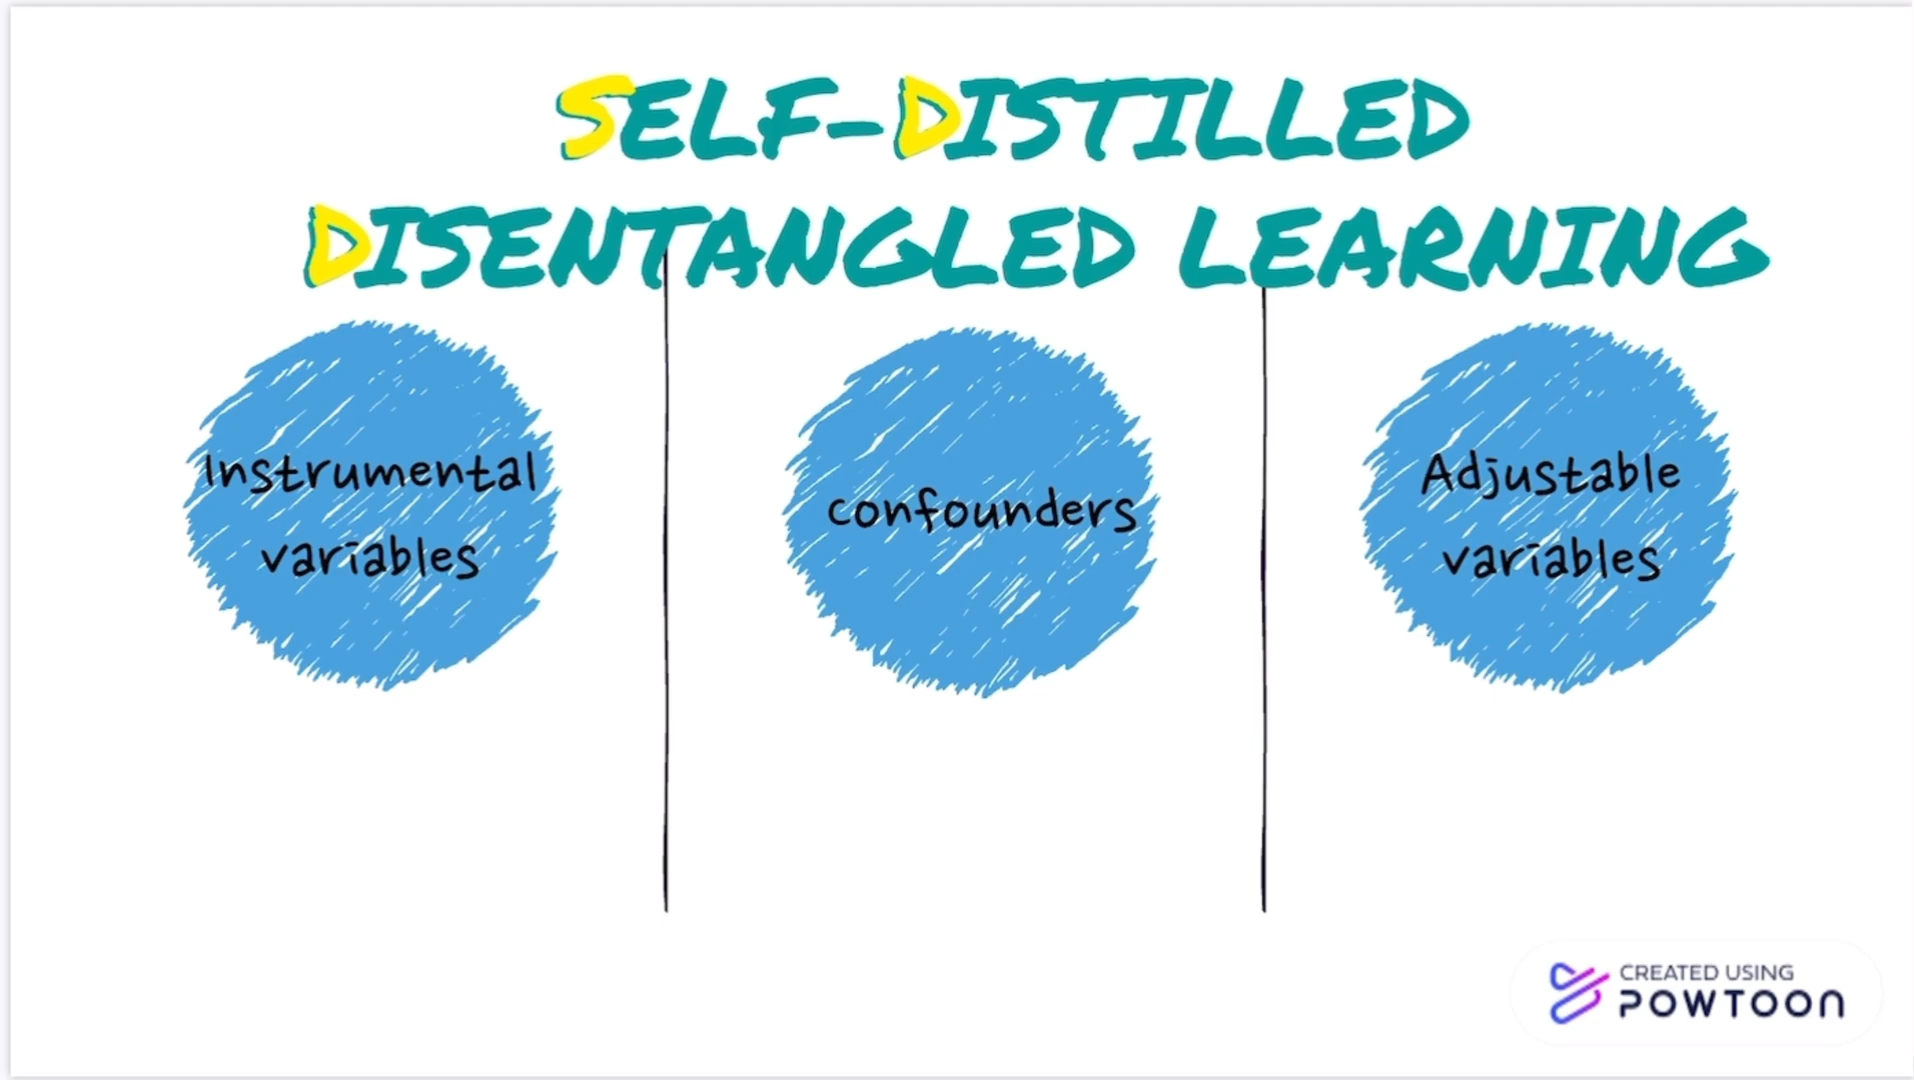 SELF-DISTILLED
DISENTANGLED LEARNING
Instrumental
variables
confounders
Adjustable
variables
CREATED USING
POWTOON